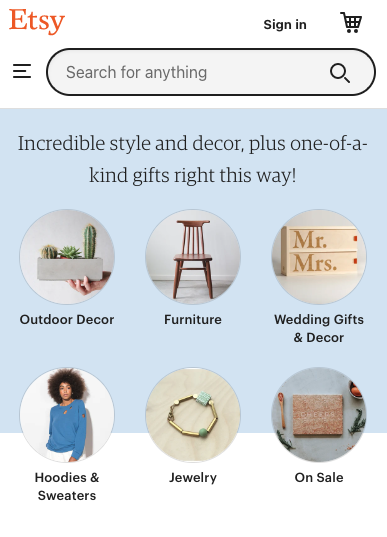 Etsy
Sign in
Search for anything
Incredible style and decor, plus one-of-a-
kind gifts right this way!
Mr.
Mrs.
Outdoor Decor
Furniture
Wedding Gifts
& Decor
Hoodies &
Sweaters
Jewelry
On Sale